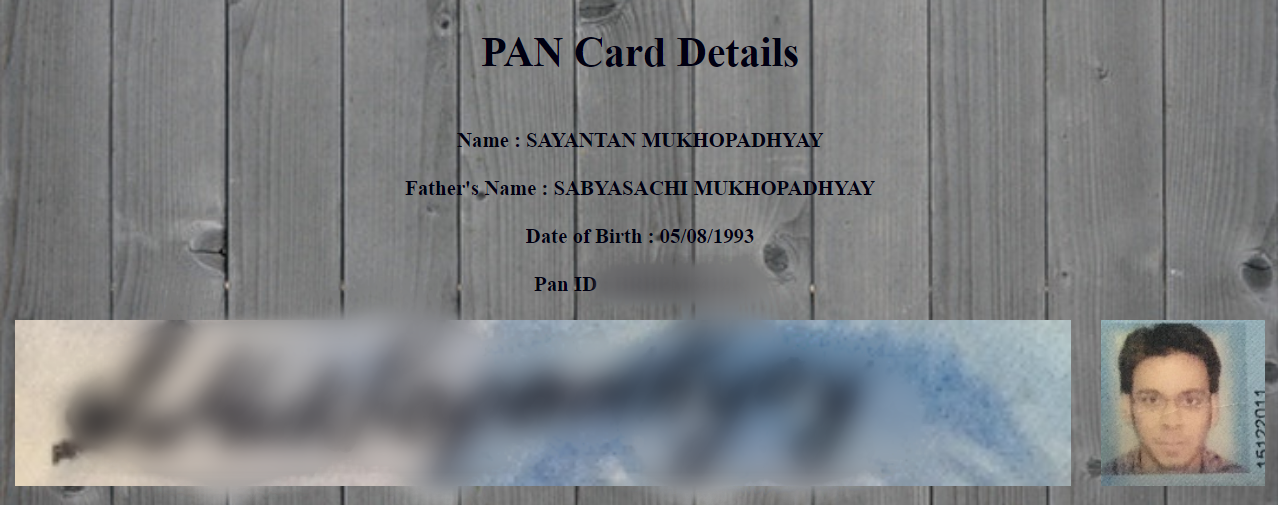 PAN Card Details
Name : SAYANTAN MUKHOPADHYAY
Father's Name : SABYASACHI MUKHOPADHYAY
Date of Birth : 05/08/1993
Pan ID
15122011